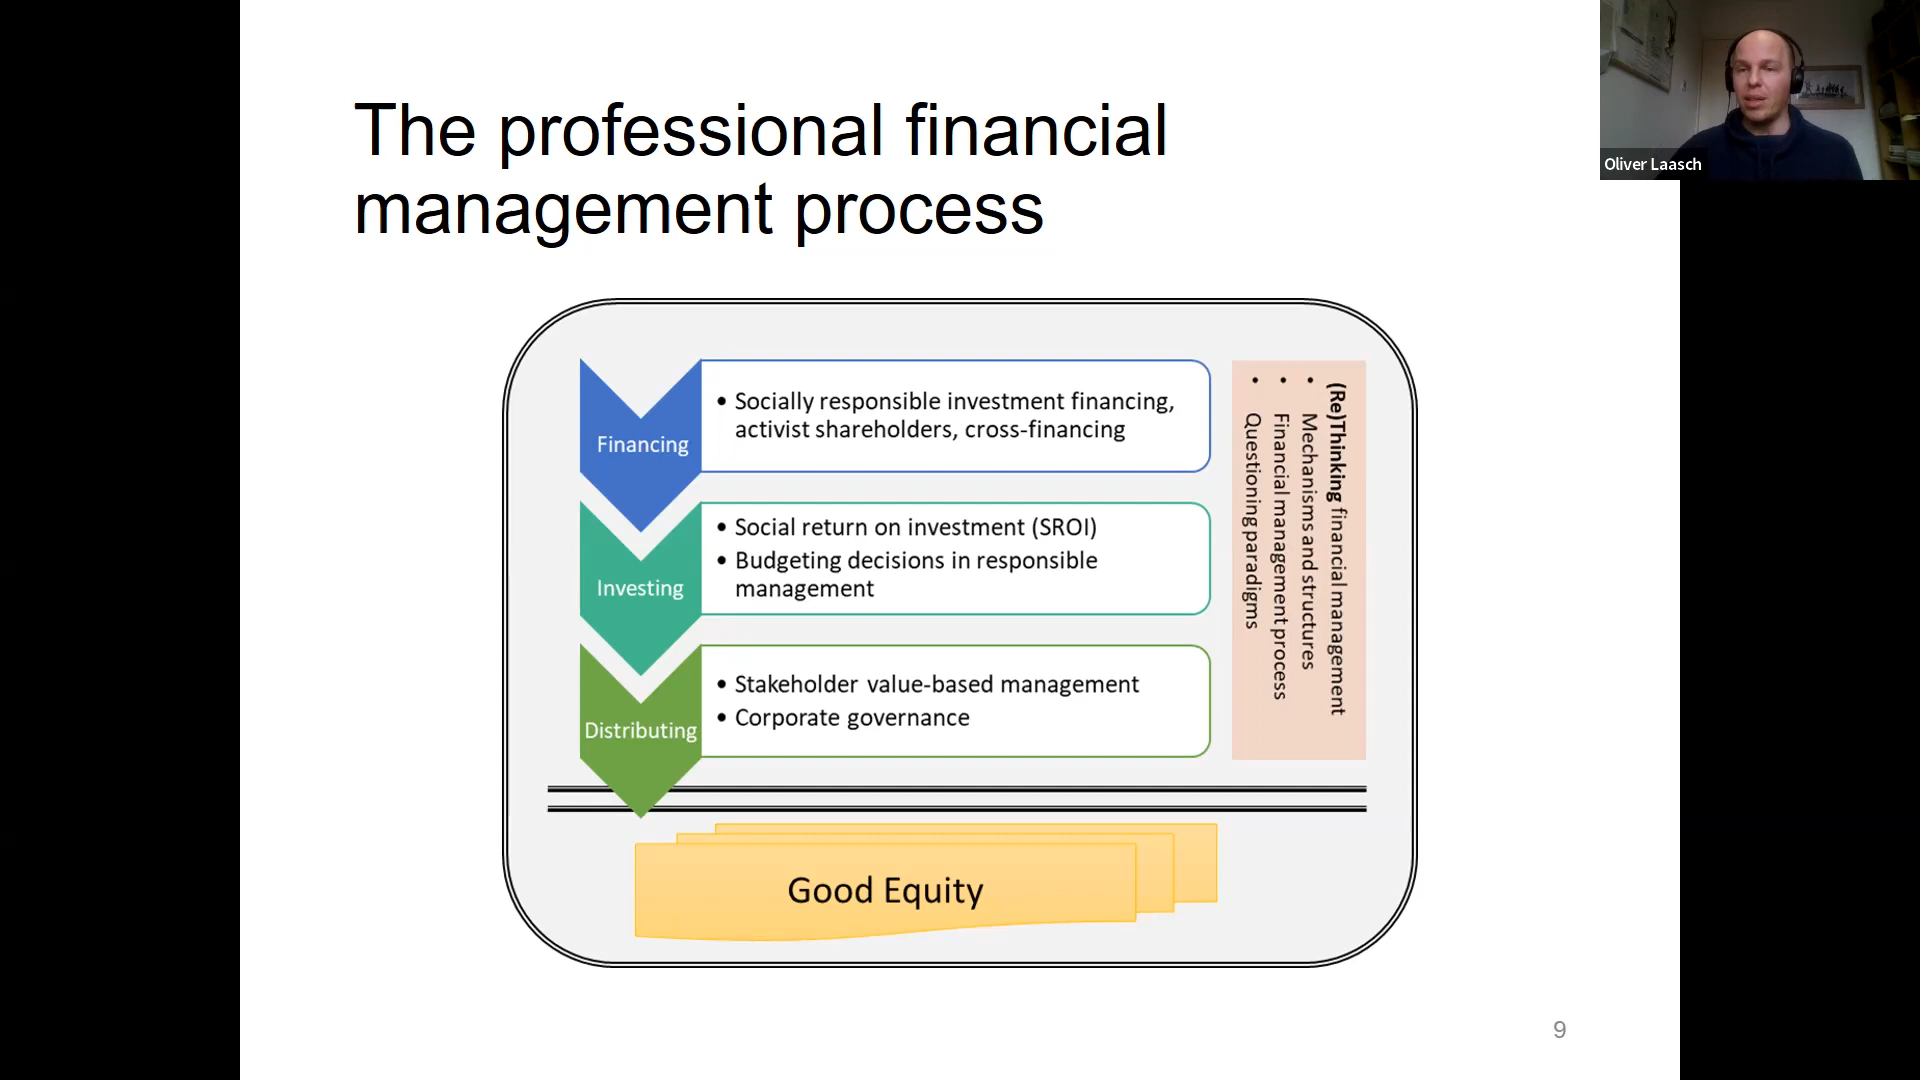 The professional financial
management process
Oliver Laasch
Financing
• Socially responsible investment financing,
activist shareholders, cross-financing
Investing
• Social return on investment (SROI)
• Budgeting decisions in responsible
management
Distributing
• Stakeholder value-based management
• Corporate governance
(Re)Thinking financial management
• Mechanisms and structures
• Financial management process
• Questioning paradigms
Good Equity
9